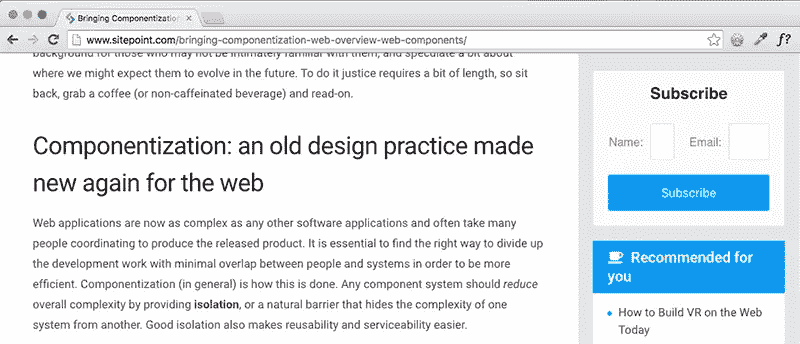 Bringing Componentization
www.sitepoint.com/bringing-componentization-web-overview-web-components/
f?
background for those who may not be intimately familiar with them, and speculate a bit about
where we might expect them to evolve in the future. To do it justice requires a bit of length, so sit
back, grab a coffee (or non-caffeinated beverage) and read-on.
Componentization: an old design practice made
new again for the web
Web applications are now as complex as any other software applications and often take many
people coordinating to produce the released product. It is essential to find the right way to divide up
the development work with minimal overlap between people and systems in order to be more
efficient. Componentization (in general) is how this is done. Any component system should reduce
overall complexity by providing isolation, or a natural barrier that hides the complexity of one
system from another. Good isolation also makes reusability and serviceability easier.
Subscribe
Name: Email:
Subscribe
Recommended for
you
How to Build VR on the Web
Today